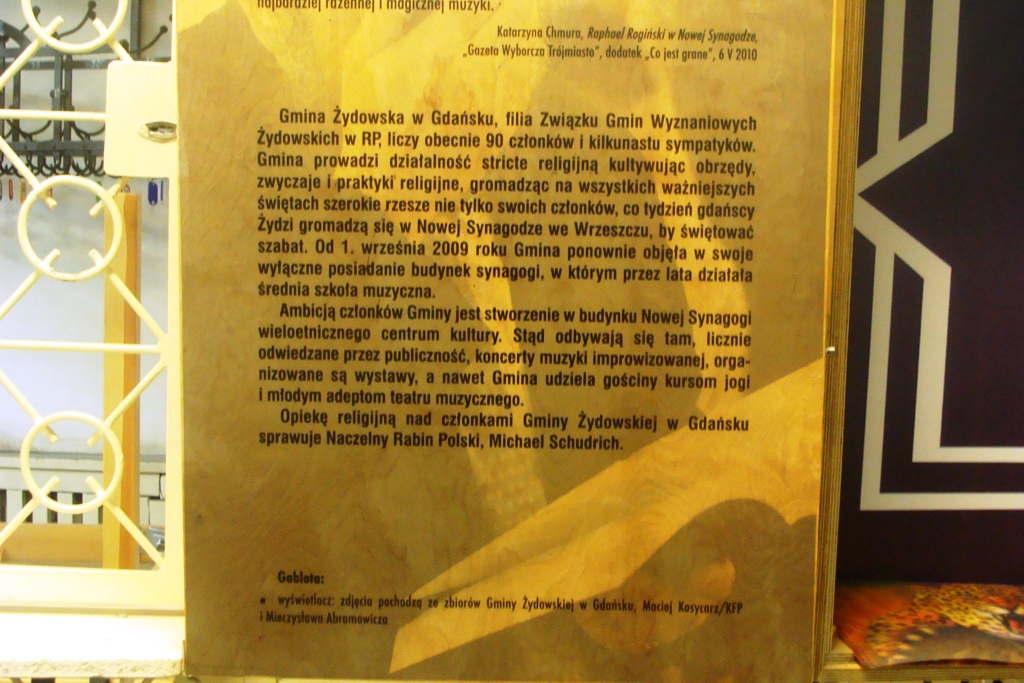 najbardziej rdzennej i magicznej muzyki.
Katarzyna Chmura, Raphael Rogiński w Nowej Synagodze,
„Gazeta Wyborcza Trójmiasto”, dodatek „Co jest grane”, 6 V 2010
Gmina Żydowska w Gdańsku, filia Związku Gmin Wyznaniowych
Żydowskich w RP, liczy obecnie 90 członków i kilkunastu sympatyków.
Gmina prowadzi działalność stricte religijną kultywując obrzędy,
zwyczaje i praktyki religijne, gromadząc na wszystkich ważniejszych
świętach szerokie rzesze nie tylko swoich członków, co tydzień gdańscy
Żydzi gromadzą się w Nowej Synagodze we Wrzeszczu, by świętować
szabat. Od 1. września 2009 roku Gmina ponownie objęła w swoje
wyłączne posiadanie budynek synagogi, w którym przez lata działała
średnia szkoła muzyczna.
Ambicją członków Gminy jest stworzenie w budynku Nowej Synagogi
wieloetnicznego centrum kultury. Stąd odbywają się tam, licznie
odwiedzane przez publiczność, koncerty muzyki improwizowanej, orga-
nizowane są wystawy, a nawet Gmina udziela gościny kursom jogi
i młodym adeptom teatru muzycznego.
Opiekę religijną nad członkami Gminy Żydowskiej w Gdańsku
sprawuje Naczelny Rabin Polski, Michael Schudrich.
Gablota:
▪ wyświetlacz: zdjęcia pochodzą ze zbiorów Gminy Żydowskiej w Gdańsku, Maciej Kosycarz/KFP
i Mieczysława Abramowicza